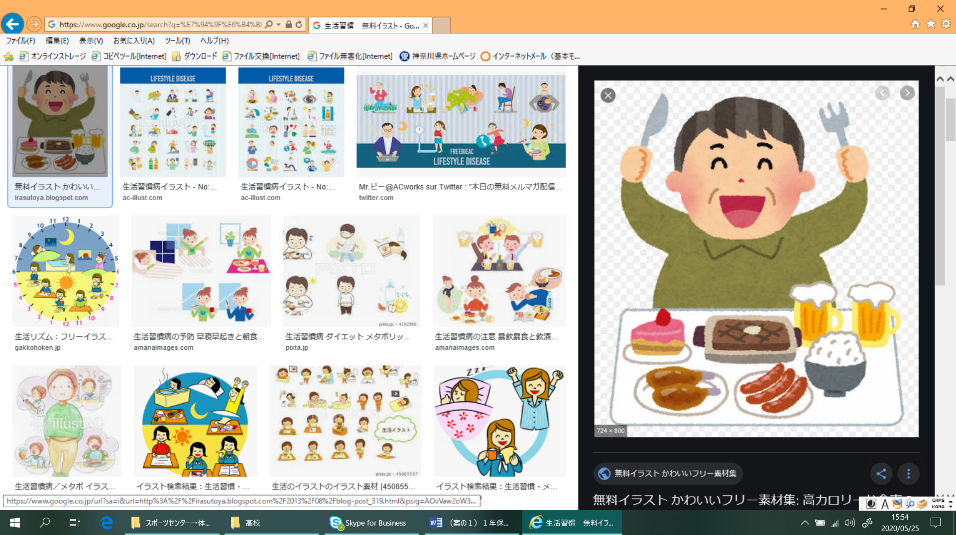 https://www.google.co.jp/search?q=%E7%94%9F%E6%B4%B
生活習慣　無料イラスト - Go...
ファイル(F) 編集(E) 表示(V) お気に入り(A) ツール(T) ヘルプ(H)
オンラインストレージ コピペツール[Internet] ダウンロード ファイル交換[Internet] ファイル無害化[Internet] 神奈川県ホームページ インターネットメール（基本モ...
LIFESTYLE DISEASE
LIFESTYLE DISEASE
FREEBIE AC
LIFESTYLE DISEASE
無料イラスト かわいい...
irasutoya.blogspot.com
生活習慣病イラスト - No:...
ac-illust.com
生活習慣病イラスト - No:...
ac-illust.com
Mr.ビー@ACworks sur Twitter : "本日の無料メルマガ配信...
twitter.com
生活リズム：フリーイラス...
gakkohoken.jp
生活習慣病の予防 早寝早起きと朝食...
amanaimages.com
生活習慣病 ダイエット メタボリッ...
pixta.jp
生活習慣病の注意 暴飲暴食と飲酒...
amanaimages.com
生活イラスト
zzz
生活習慣病／メタボ イラス...
イラスト検索結果：生活習慣 - ...
生活のイラストのイラスト素材 [450655...
イラスト検索結果：生活習慣 - メ...
724 × 800
無料イラスト かわいいフリー素材集
無料イラスト かわいいフリー素材集: 高カロリー
https://www.google.co.jp/url?sa=i&url=http%3A%2F%2Firasutoya.blogspot.com%2F2013%2F08%2Fblog-post_319.html&psig=AOvVaw2oW3...
スポーツセンター一体...
高校
Skype for Business
（案の１）１年保...
生活習慣　無料イラ...
A
CAPS
KANA
15:54
2020/05/25